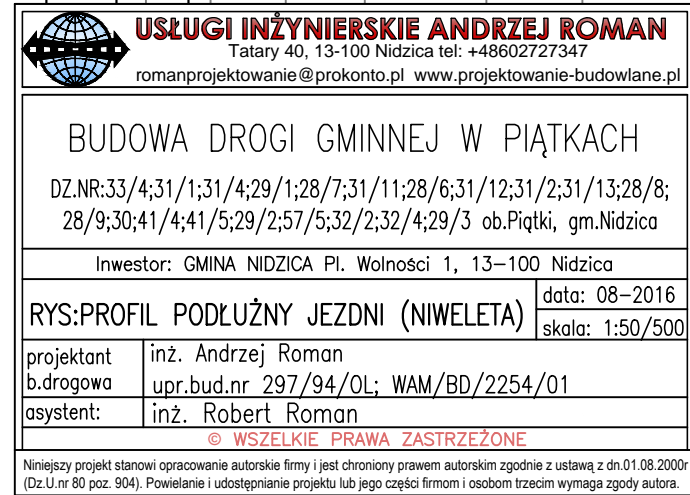 USŁUGI INŻYNIERSKIE ANDRZEJ ROMAN
Tatary 40, 13-100 Nidzica tel: +48602727347
romanprojektowanie@prokonto.pl www.projektowanie-budowlane.pl
BUDOWA DROGI GMINNEJ W PIĄTKACH
DZ.NR:33/4;31/1;31/4;29/1;28/7;31/11;28/6;31/12;31/2;31/13;28/8;
28/9;30;41/4;41/5;29/2;57/5;32/2;32/4;29/3 ob.Piątki, gm.Nidzica
Inwestor: GMINA NIDZICA Pl. Wolności 1, 13-100 Nidzica
RYS:PROFIL PODŁUŻNY JEZDNI (NIWELETA)
data: 08-2016
skala: 1:50/500
projektant
b.drogowa
inż. Andrzej Roman
upr.bud.nr 297/94/OL; WAM/BD/2254/01
asystent:
inż. Robert Roman
© WSZELKIE PRAWA ZASTRZEŻONE
Niniejszy projekt stanowi opracowanie autorskie firmy i jest chroniony prawem autorskim zgodnie z ustawą z dn.01.08.2000r
(Dz.U.nr 80 poz. 904). Powielanie i udostępnianie projektu lub jego części firmom i osobom trzecim wymaga zgody autora.